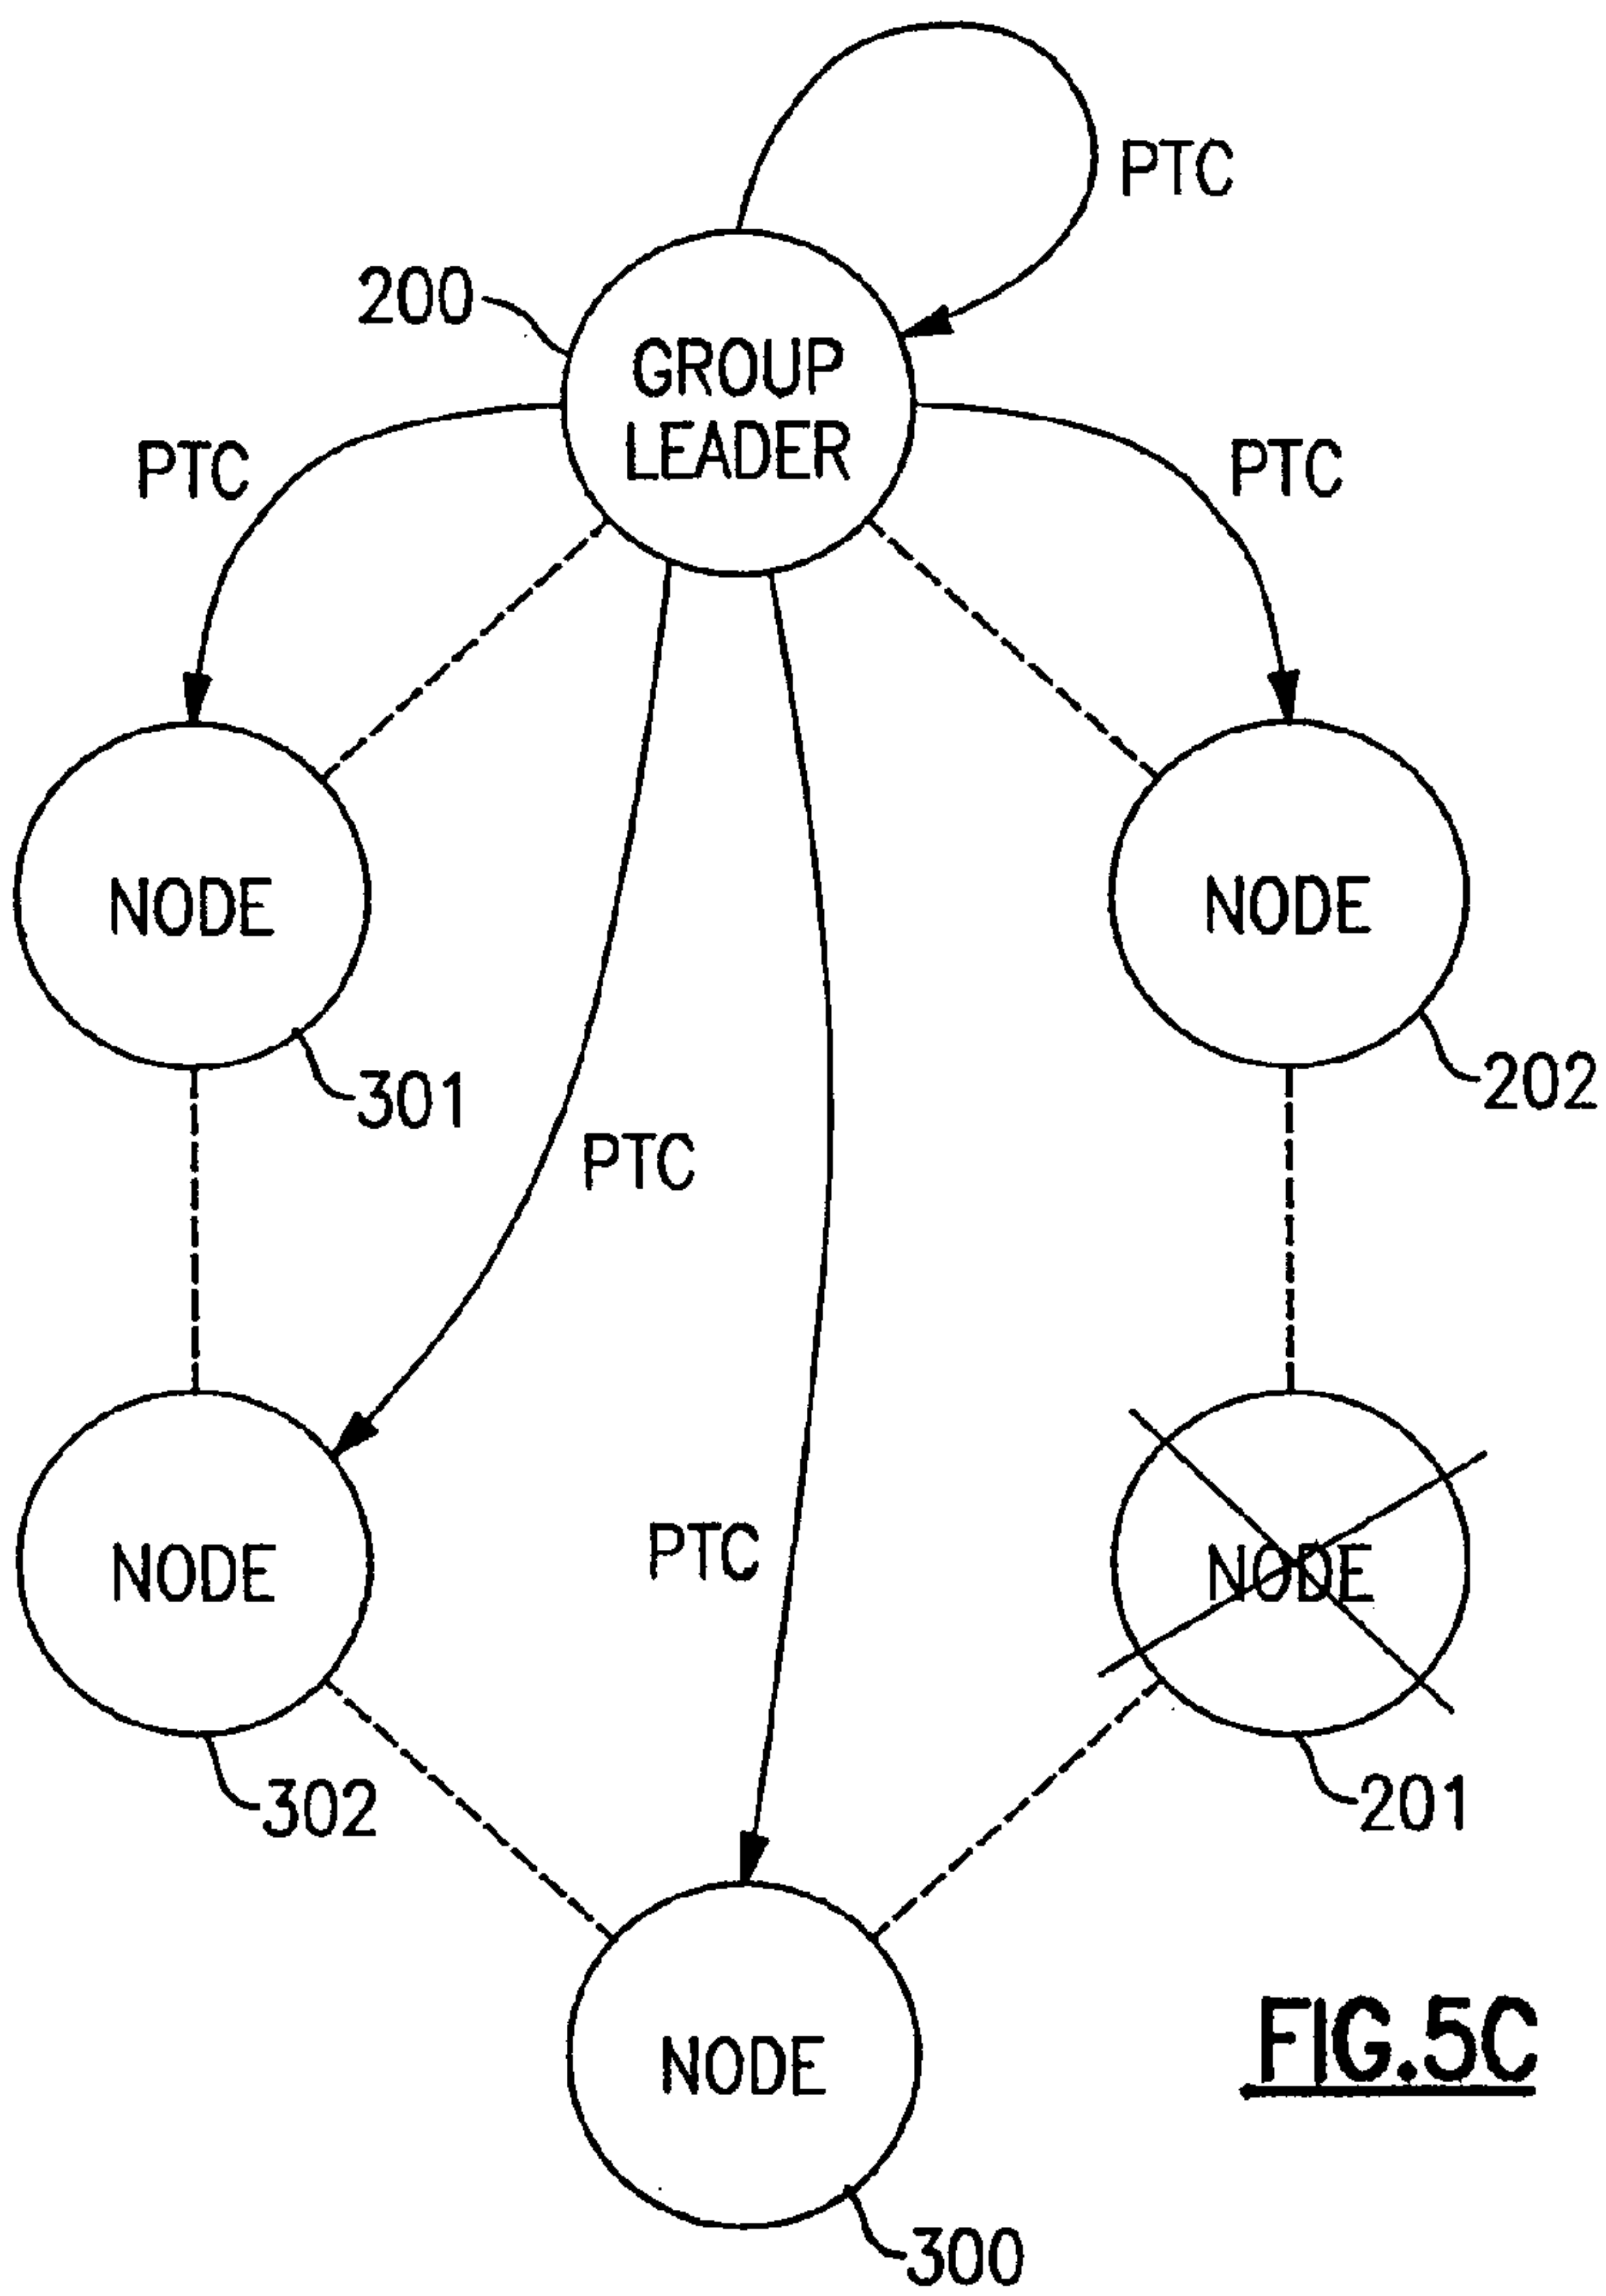 PTC
200
GROUP
LEADER
PTC
PTC
NODE
NODE
301
202
PTC
PTC
NODE
NODE
302
201
NODE
FIG.5C
300